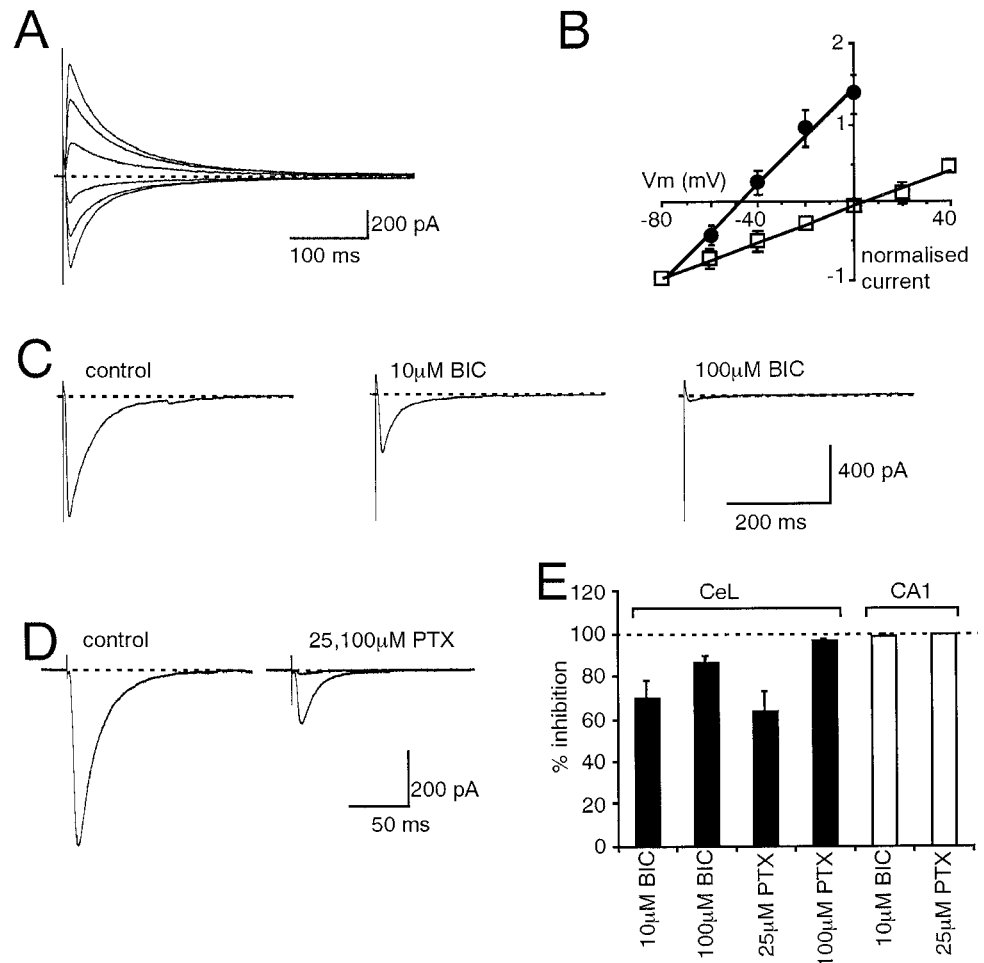 A
200 pA
100 ms
B
2
1
Vm (mV)
-80
-40
40
normalised
current
-1
C
control
10μM BIC
100μM BIC
400 pA
200 ms
D
control
25,100μM PTX
200 pA
50 ms
E
CeL
CA1
% inhibition
120
100
80
60
40
20
0
10μM BIC
100μM BIC
25μM PTX
100μM PTX
10μM BIC
25μM PTX